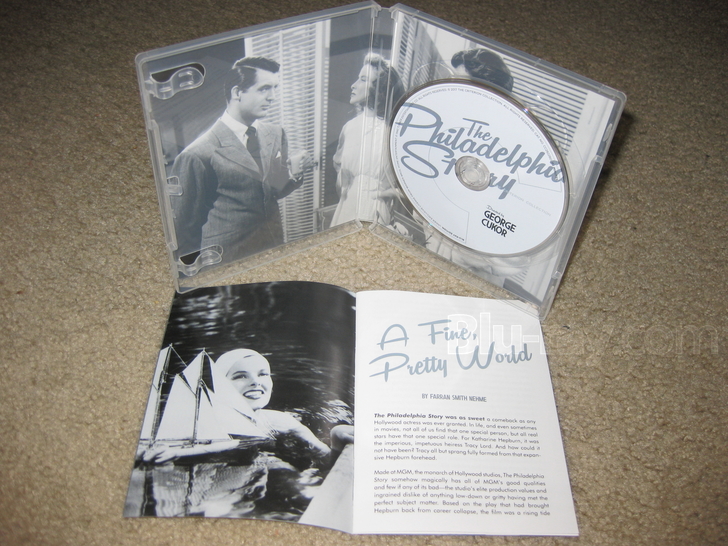 The
Philadelphia
Story
GEORGE
CUKOR
Blu-ray.com
A Fine,
Pretty World
BY FARRAN SMITH NEHME
The Philadelphia Story was as sweet a comeback as any
Hollywood actress was ever granted. In life, and even sometimes
in movies, not all of us find that one special person, but all real
stars have that one special role. For Katharine Hepburn, it was
the imperious, impetuous heiress Tracy Lord. And how could it
not have been? Tracy all but sprang fully formed from that expan-
sive Hepburn forehead.
Made at MGM, the monarch of Hollywood studios, The Philadelphia
Story somehow magically has all of MGM's good qualities
and few if any of its bad—the studio's elite production values and
ingrained dislike of anything low-down or gritty having met the
perfect subject matter. Based on the play that had brought
Hepburn back from career collapse, the film was a rising tide